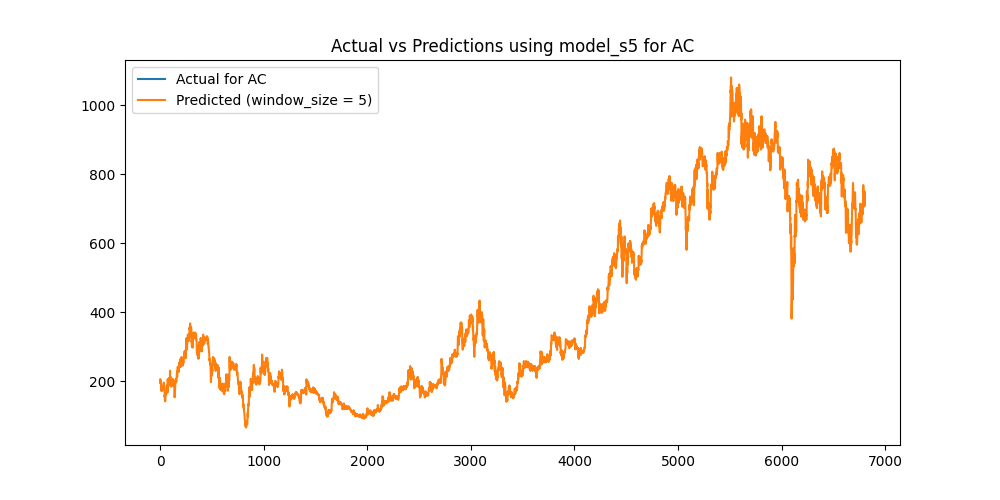 Actual vs Predictions using model_s5 for AC
Actual for AC
Predicted (window_size = 5)
1000
800
600
400
200
0 1000 2000 3000 4000 5000 6000 7000